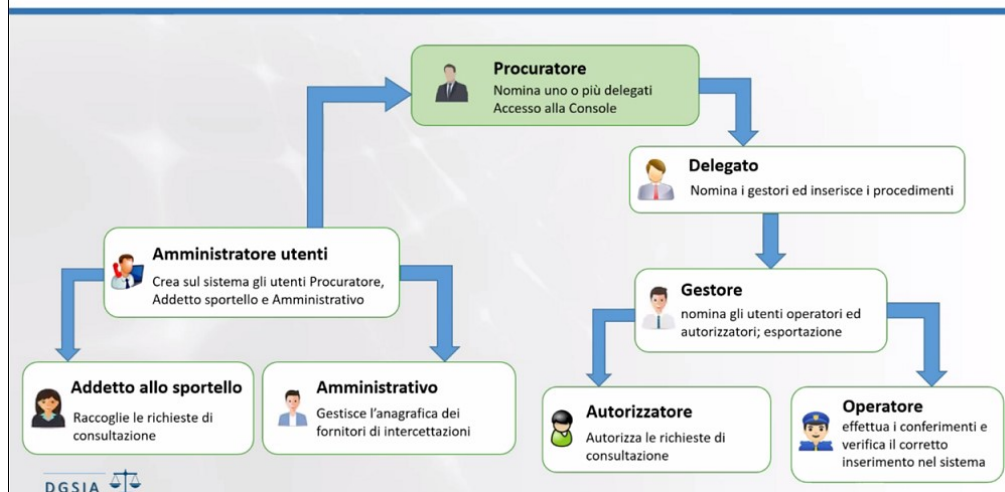 Procuratore
Nomina uno o più delegati
Accesso alla Console
Delegato
Nomina i gestori ed inserisce i procedimenti
Amministratore utenti
Crea sul sistema gli utenti Procuratore,
Addetto sportello e Amministrativo
Gestore
nomina gli utenti operatori ed
autorizzatori; esportazione
Addetto allo sportello
Raccoglie le richieste di
consultazione
Amministrativo
Gestisce l'anagrafica dei
fornitori di intercettazioni
Autorizzatore
Autorizza le richieste di
consultazione
Operatore
effettua i conferimenti e
verifica il corretto
inserimento nel sistema
DGSIA